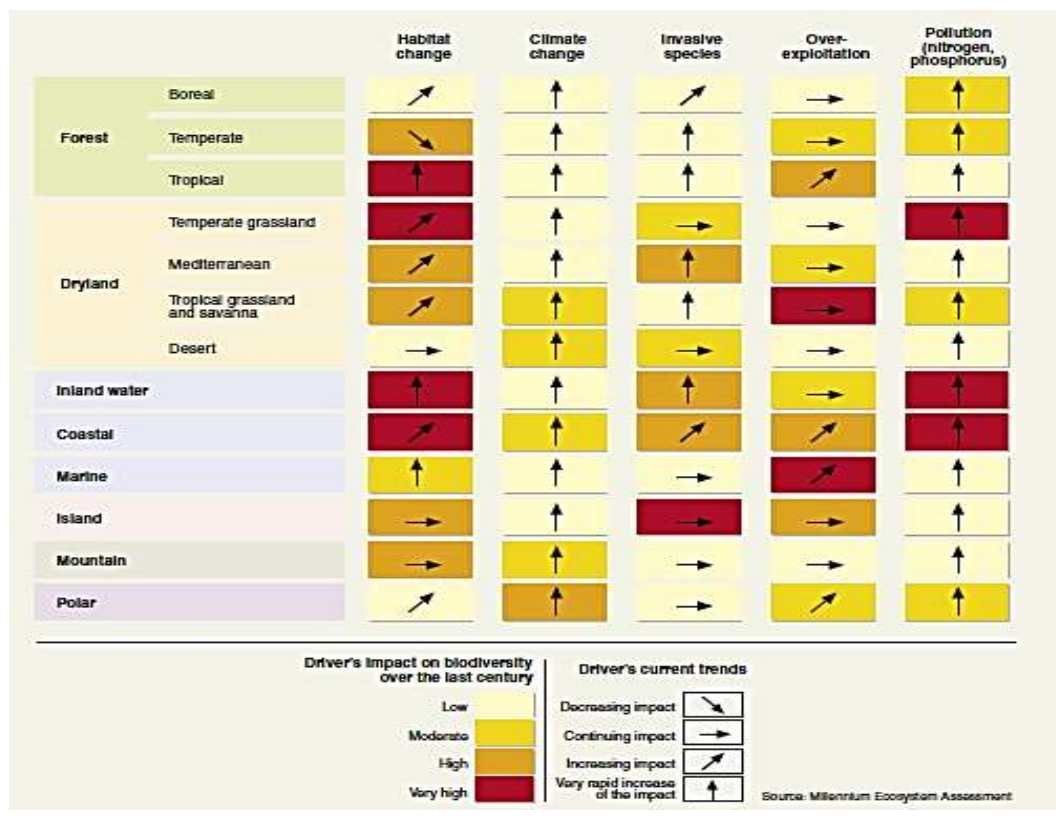 Habitat change
Climate change
Invasive species
Over-exploitation
Pollution (nitrogen, phosphorus)
Forest
Boreal
Temperate
Tropical
Dryland
Temperate grassland
Mediterranean
Tropical grassland
and savanna
Desert
Inland water
Coastal
Marine
Island
Mountain
Polar
Driver's impact on biodiversity
over the last century
Low
Moderate
High
Very high
Driver's current trends
Decreasing impact
Continuing impact
Increasing impact
Very rapid increase
of the impact
Source: Millennium Ecosystem Assessment